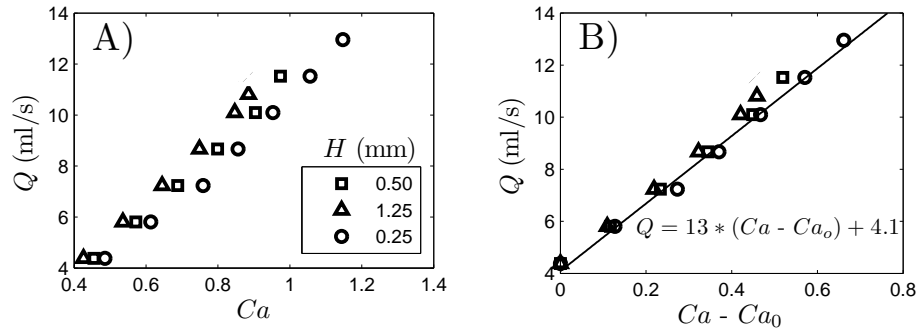 A)
Q (ml/s)
14
12
10
8
6
4
0.4 0.6 0.8 1 1.2 1.4
Ca
H (mm)
0.50
1.25
0.25
B)
Q (ml/s)
14
12
10
8
6
4
0 0.2 0.4 0.6 0.8
Ca - Ca₀
Q = 13 * (Ca - Caₒ) + 4.1